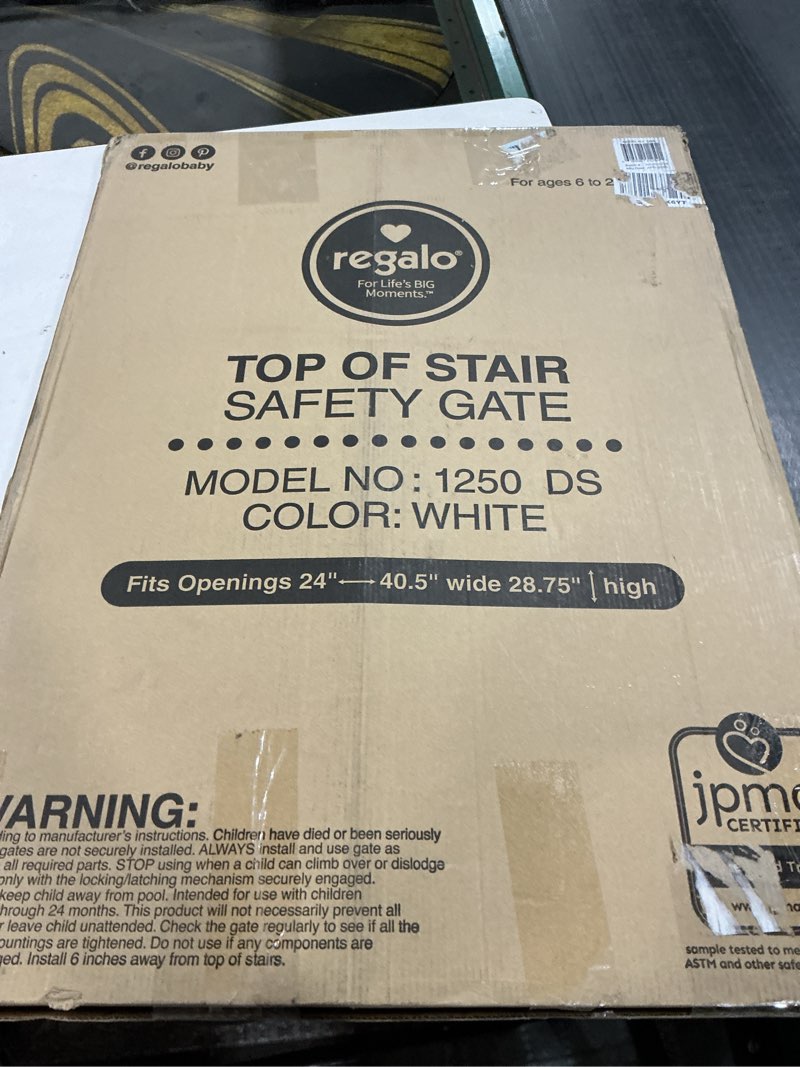 @regalobaby
For ages 6 to 2
regalo®
For Life's BIG
Moments.™
TOP OF STAIR
SAFETY GATE
MODEL NO : 1250 DS
COLOR: WHITE
Fits Openings 24"⟷40.5" wide 28.75"↕high
WARNING:
ding to manufacturer's instructions. Children have died or been seriously
gates are not securely installed. ALWAYS install and use gate as
all required parts. STOP using when a child can climb over or dislodge
only with the locking/latching mechanism securely engaged.
keep child away from pool. Intended for use with children
through 24 months. This product will not necessarily prevent all
r leave child unattended. Check the gate regularly to see if all the
ountings are tightened. Do not use if any components are
ged. Install 6 inches away from top of stairs.
jpma
CERTIFI
sample tested to me
ASTM and other safe